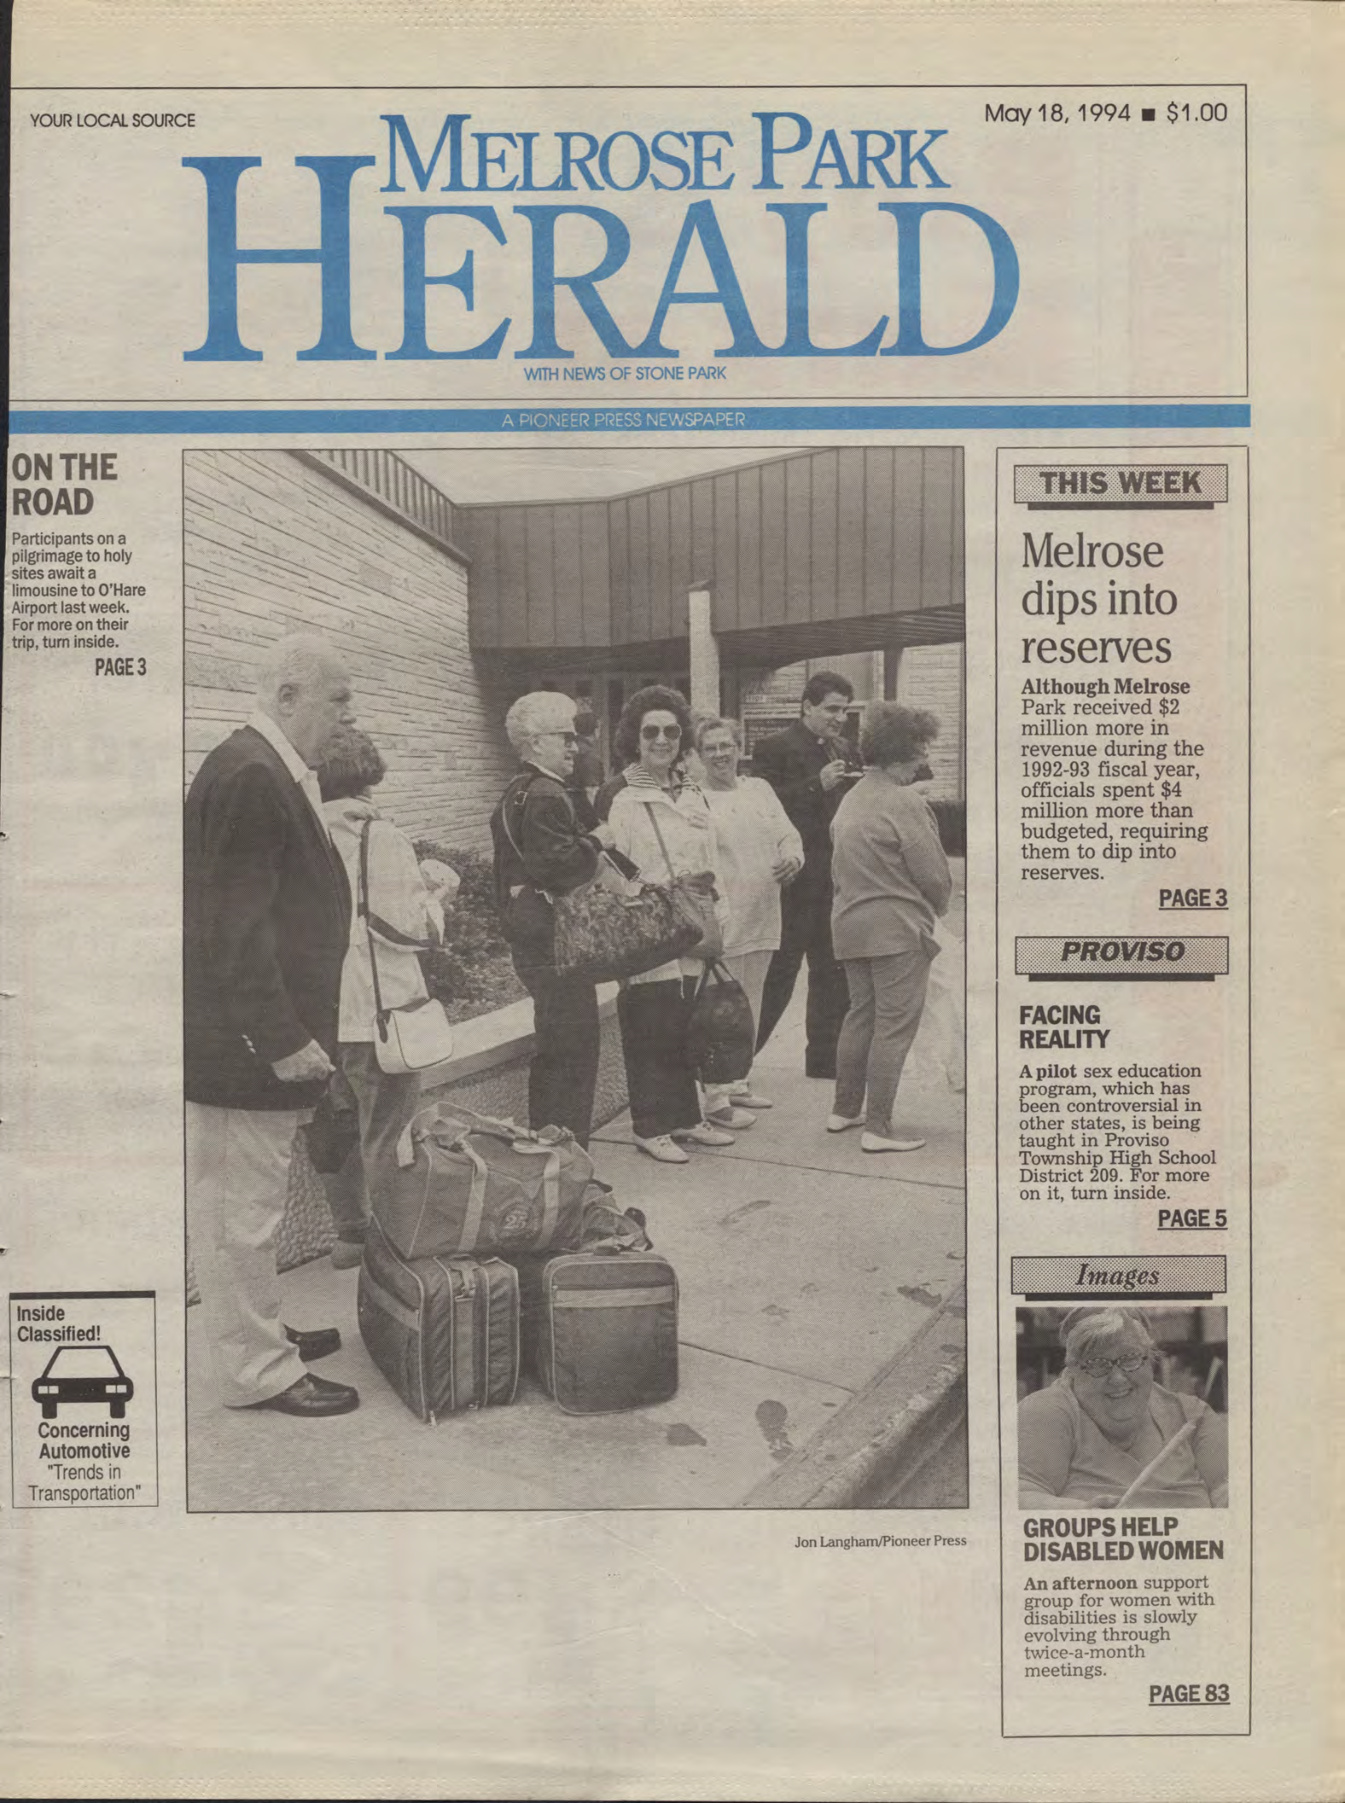 YOUR LOCAL SOURCE
May 18, 1994 ■ $1.00
MELROSE PARK
HERALD
WITH NEWS OF STONE PARK
A PIONEER PRESS NEWSPAPER
ON THE
ROAD
Participants on a
pilgrimage to holy
sites await a
limousine to O'Hare
Airport last week.
For more on their
trip, turn inside.
PAGE 3
Inside
Classified!
Concerning
Automotive
"Trends in
Transportation"
25
Jon Langham/Pioneer Press
THIS WEEK
Melrose
dips into
reserves
Although Melrose
Park received $2
million more in
revenue during the
1992-93 fiscal year,
officials spent $4
million more than
budgeted, requiring
them to dip into
reserves.
PAGE 3
PROVISO
FACING
REALITY
A pilot sex education
program, which has
been controversial in
other states, is being
taught in Proviso
Township High School
District 209. For more
on it, turn inside.
PAGE 5
Images
GROUPS HELP
DISABLED WOMEN
An afternoon support
group for women with
disabilities is slowly
evolving through
twice-a-month
meetings.
PAGE 83